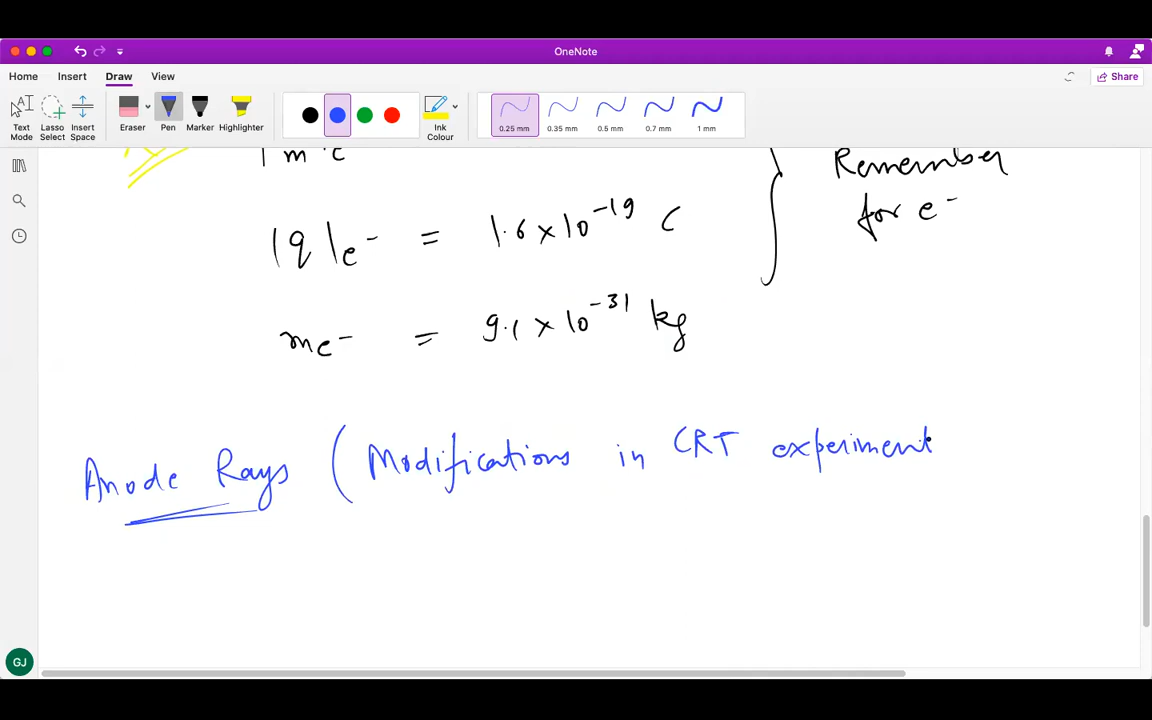 OneNote
Home Insert Draw View
Share
Text Mode
Lasso Select
Insert Space
Eraser
Pen
Marker
Highlighter
Ink Colour
0.25 mm
0.35 mm
0.5 mm
0.7 mm
1 mm
Remember
for e⁻
|q|e⁻ = 1.6 × 10⁻¹⁹ C
me⁻ = 9.1 × 10⁻³¹ kg
Anode Rays (Modifications in CRT experiment
GJ